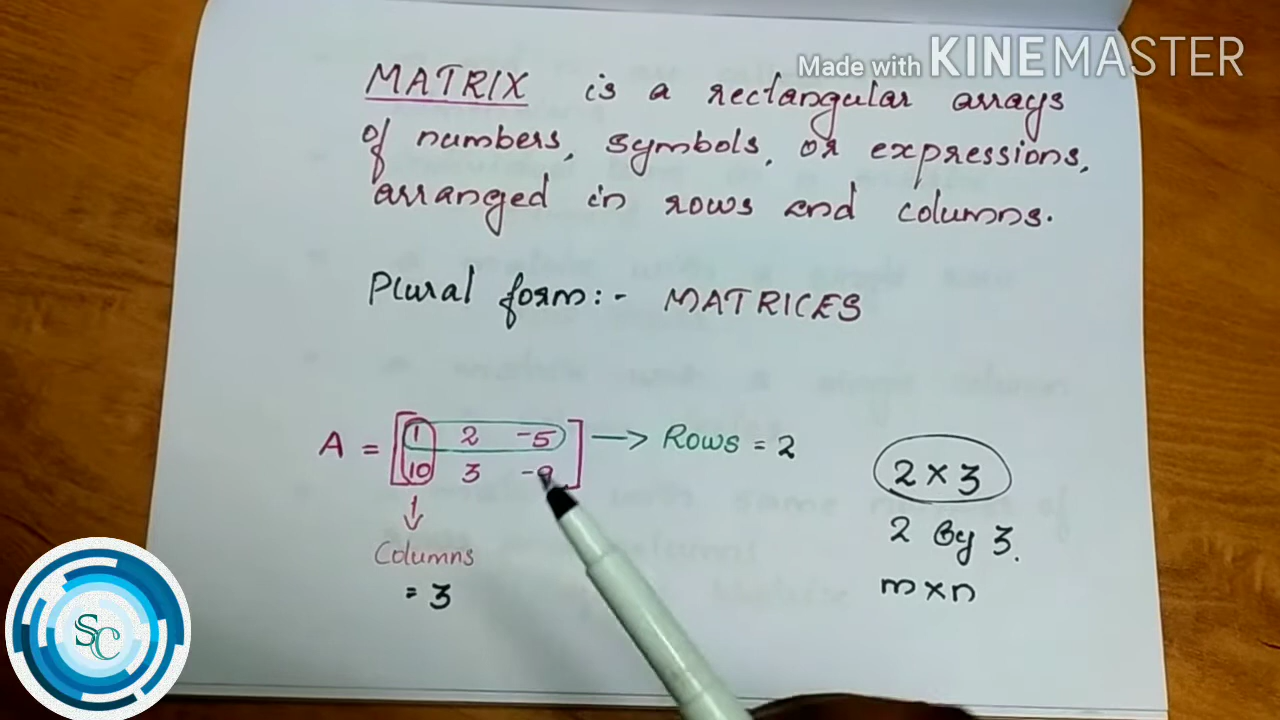 Made with KINEMASTER
MATRIX is a rectangular arrays
of numbers, symbols, or expressions,
arranged in rows and columns.
Plural form:- MATRICES
A = [1 2 -5] → Rows = 2
10 3 -9
↓
Columns
= 3
2 × 3
2 By 3.
m × n
SC